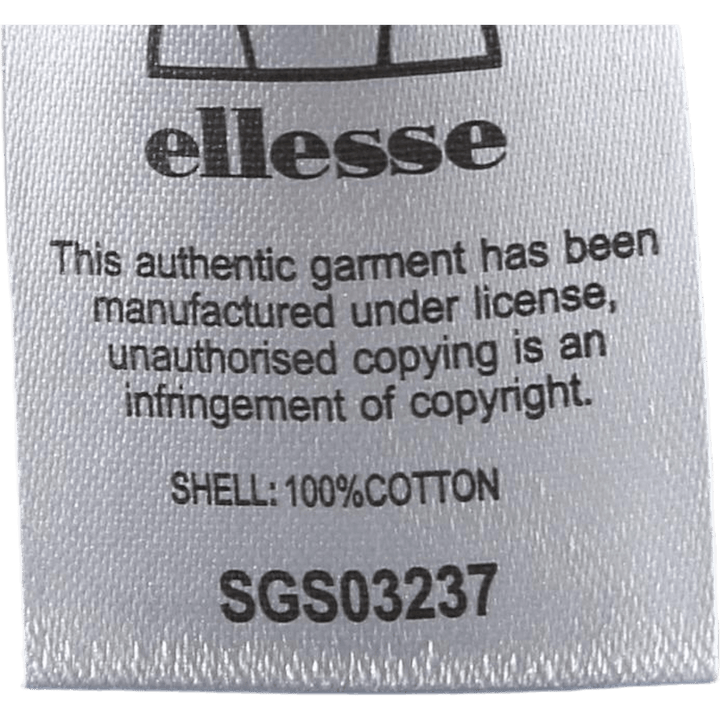 ellesse
This authentic garment has been
manufactured under license,
unauthorised copying is an
infringement of copyright.
SHELL: 100%COTTON
SGS03237